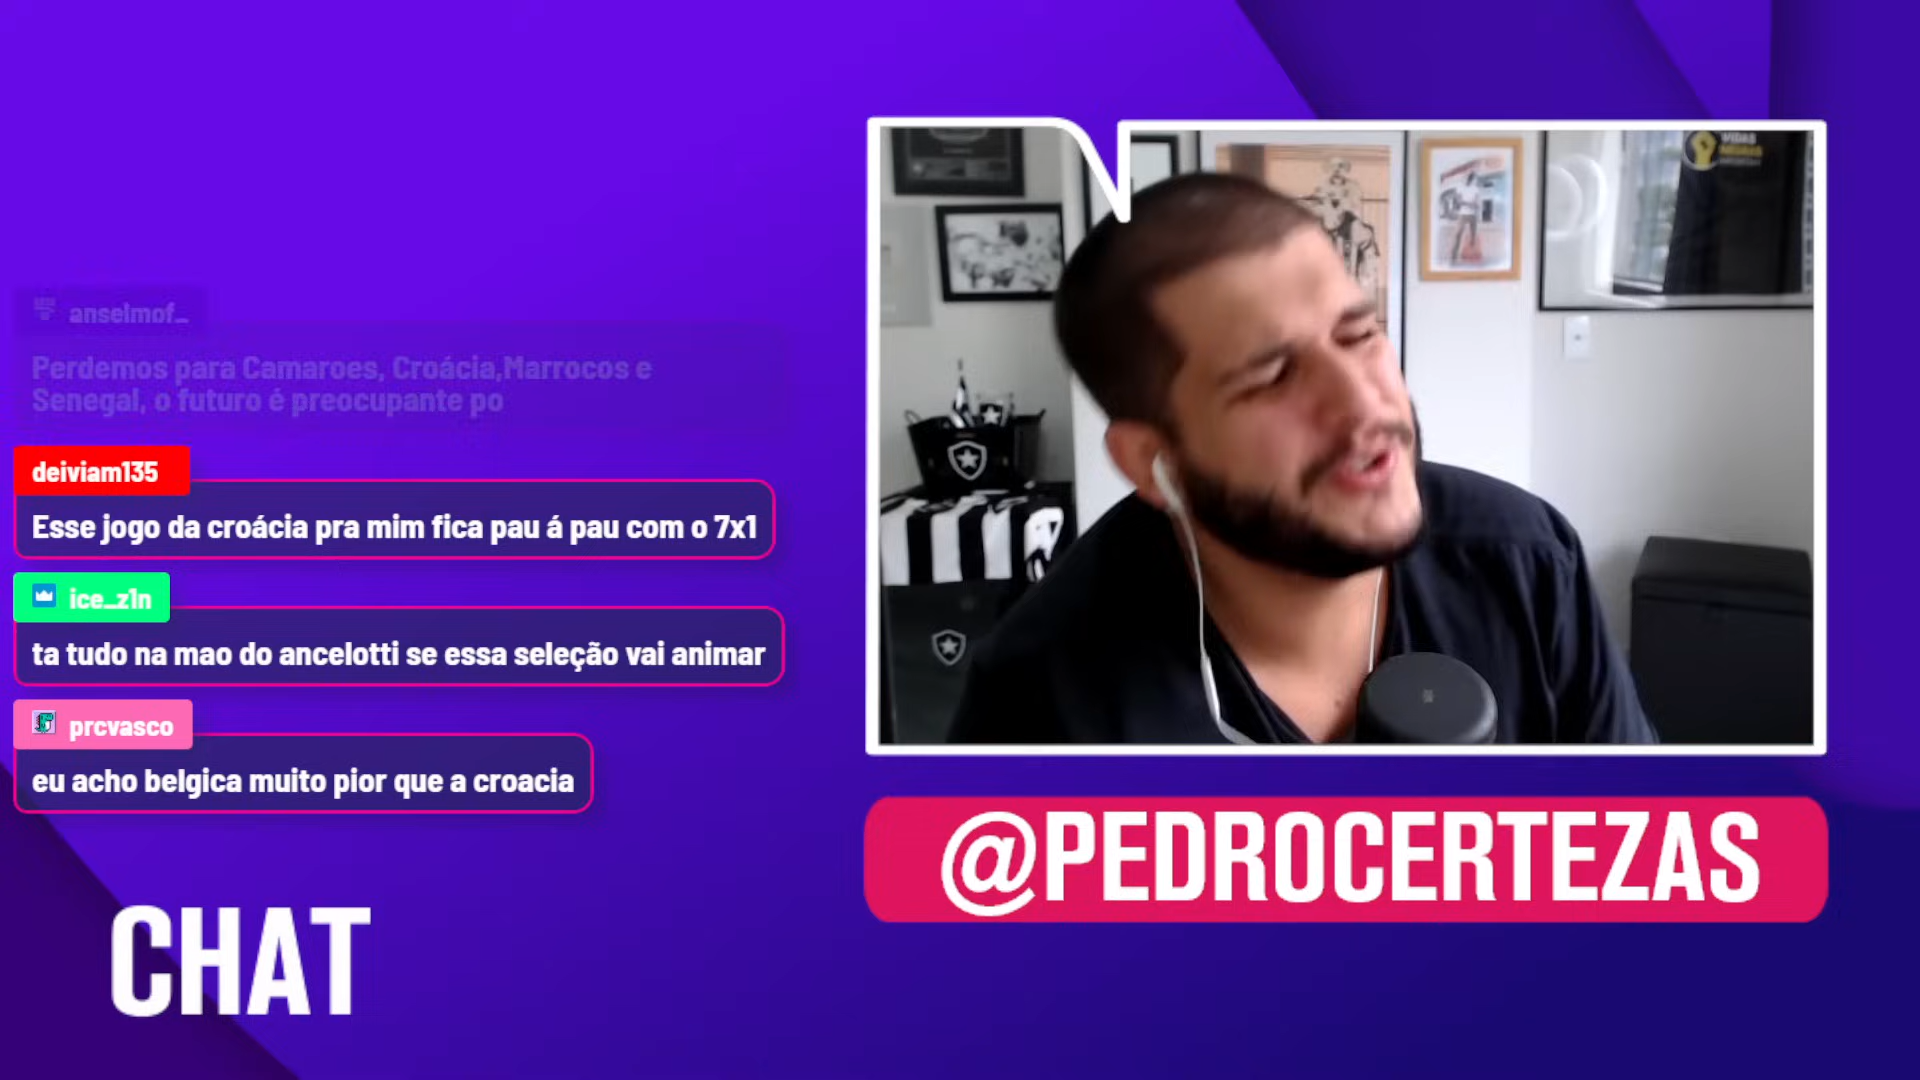 anselmof_
Perdemos para Camaroes, Croácia,Marrocos e
Senegal, o futuro é preocupante po
deiviam135
Esse jogo da croácia pra mim fica pau á pau com o 7x1
ice_z1n
ta tudo na mao do ancelotti se essa seleção vai animar
prcvasco
eu acho belgica muito pior que a croacia
CHAT
VIDAS
NEGRAS
@PEDROCERTEZAS